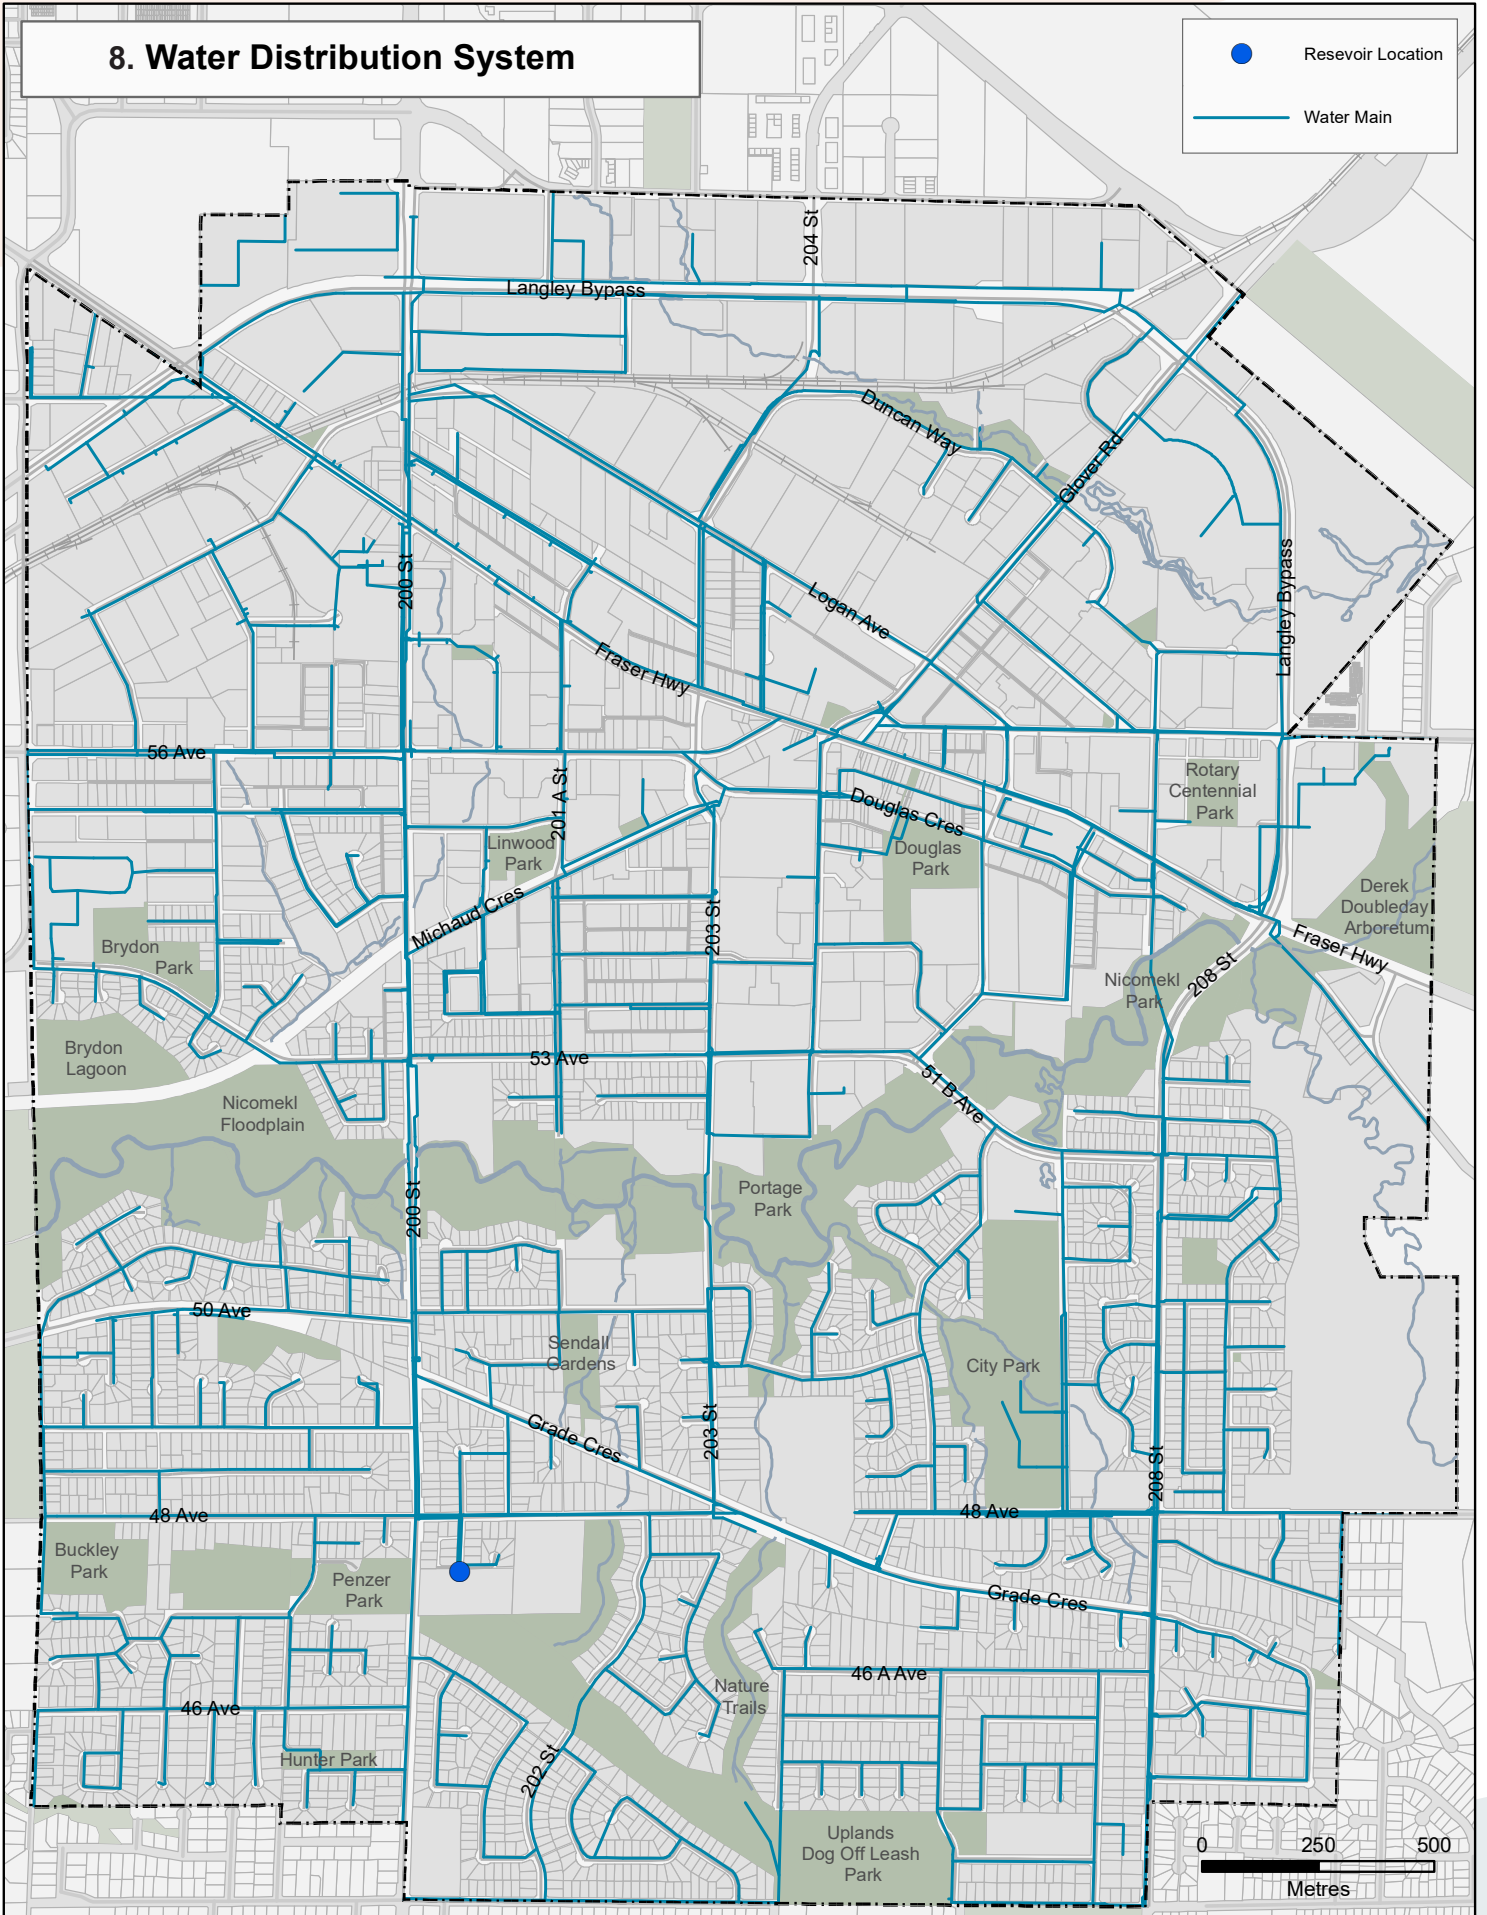 8. Water Distribution System
Resevoir Location
Water Main
204 St
Langley Bypass
Duncan Way
Glover Rd
200 St
Langley Bypass
Logan Ave
Fraser Hwy
56 Ave
201 A St
Rotary
Centennial
Park
Douglas Cres
Linwood
Park
Douglas
Park
Derek
Doubleday
Arboretum
Michaud Cres
203 St
Brydon
Park
Fraser Hwy
208 St
Nicomekl
Park
Brydon
Lagoon
53 Ave
51 B Ave
Nicomekl
Floodplain
200 St
Portage
Park
50 Ave
Sendall
Gardens
City Park
Grade Cres
203 St
208 St
48 Ave
48 Ave
Buckley
Park
Penzer
Park
Grade Cres
46 A Ave
Nature
Trails
46 Ave
Hunter Park
202 St
Uplands
Dog Off Leash
Park
0 250 500
Metres